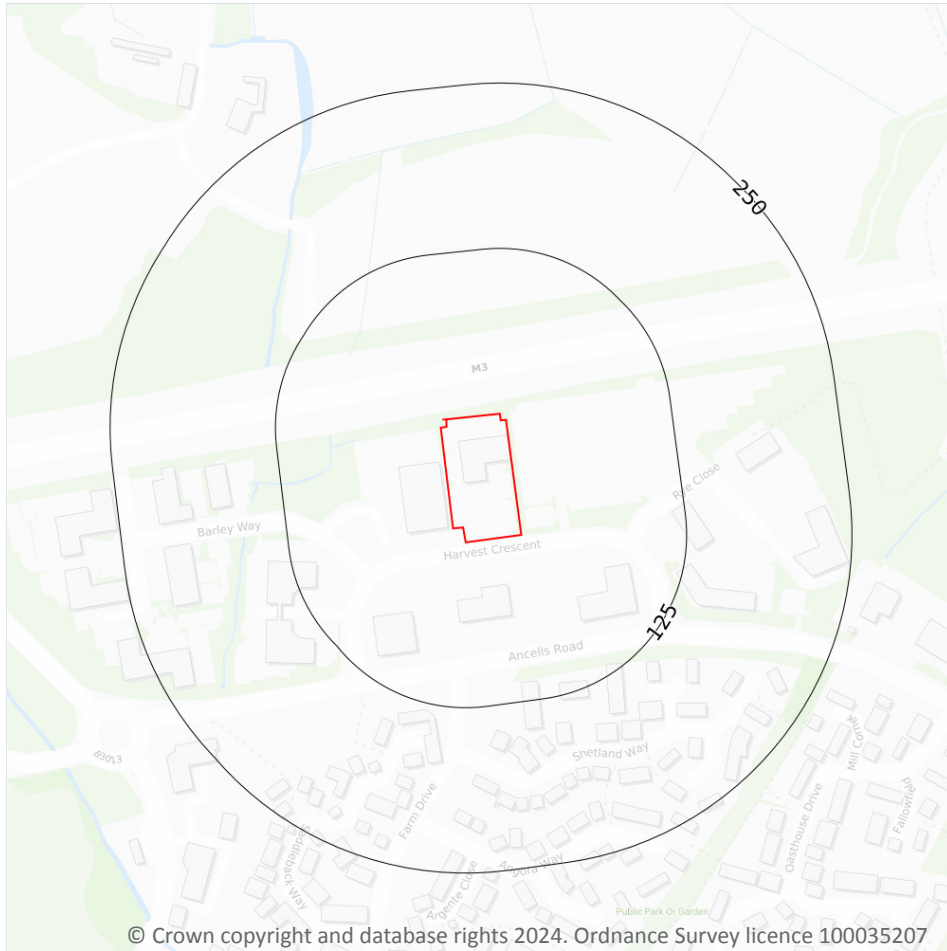 250
M3
Rye Close
Barley Way
Harvest Crescent
125
Ancells Road
Shetland Way
Mill Corner
B3013
Farm Drive
Oasthouse Drive
Fallowfield
Saddleback Way
Angora Way
Argente Close
Public Park Or Garden
© Crown copyright and database rights 2024. Ordnance Survey licence 100035207